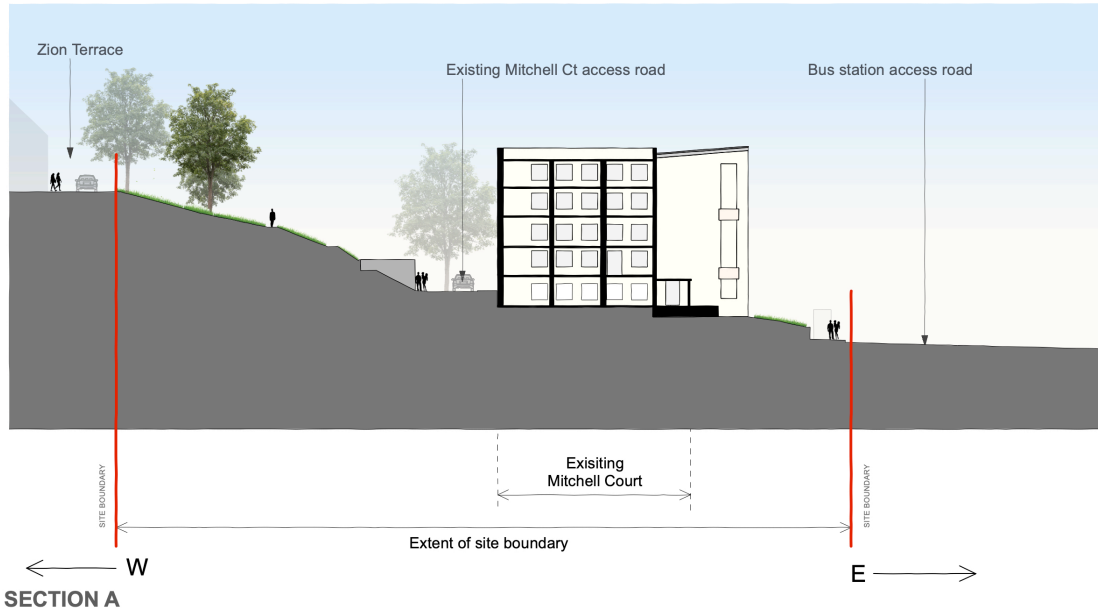 Zion Terrace
Existing Mitchell Ct access road
Bus station access road
SITE BOUNDARY
SITE BOUNDARY
Exisiting
Mitchell Court
Extent of site boundary
W
E
SECTION A